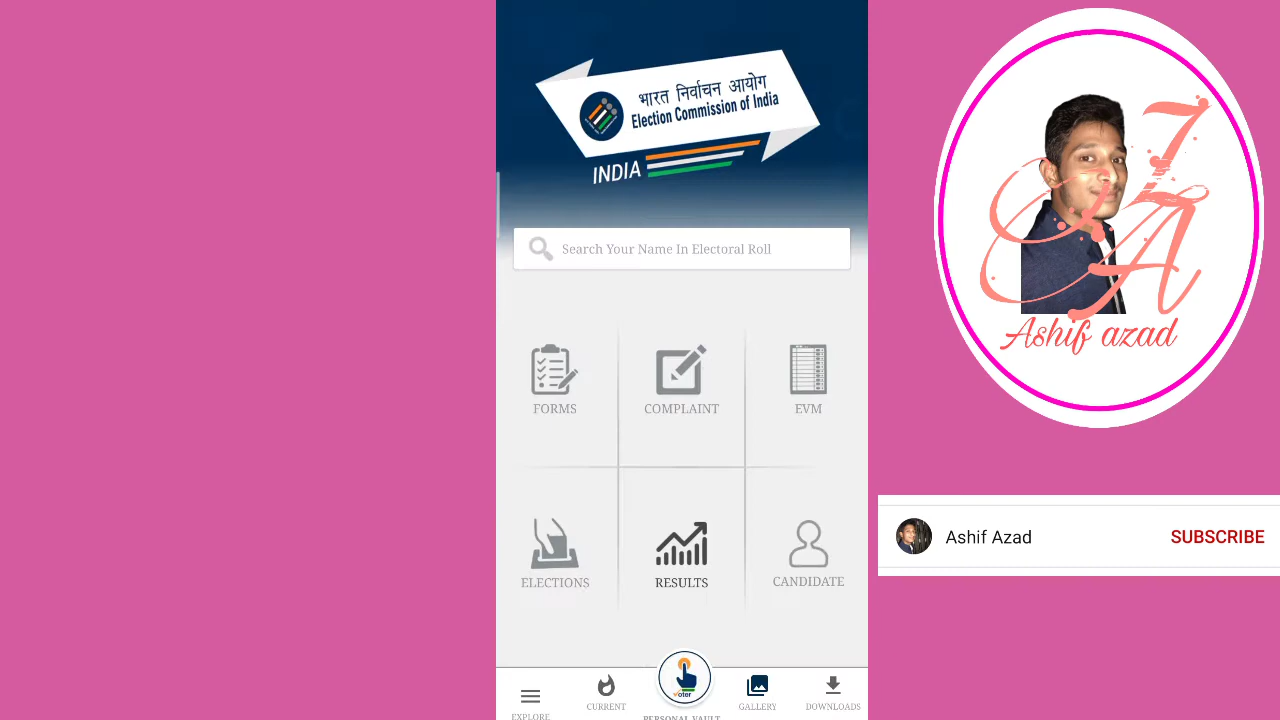 भारत निर्वाचन आयोग
Election Commission of India
INDIA
Search Your Name In Electoral Roll
FORMS
COMPLAINT
EVM
ELECTIONS
RESULTS
CANDIDATE
EXPLORE
CURRENT
Voter
PERSONAL VAULT
GALLERY
DOWNLOADS
Ashif azad
Ashif Azad
SUBSCRIBE